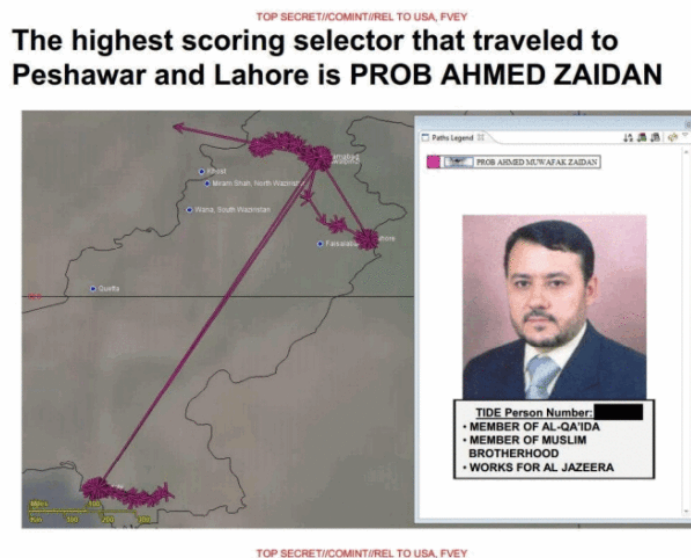 TOP SECRET//COMINT//REL TO USA, FVEY
The highest scoring selector that traveled to
Peshawar and Lahore is PROB AHMED ZAIDAN
Paths Legend
PROB AHMED MUWAFAK ZAIDAN
Miram Shah, North
Wana, South Waziristan
Quetta
Miles
TIDE Person Number:
• MEMBER OF AL-QA'IDA
• MEMBER OF MUSLIM
BROTHERHOOD
• WORKS FOR AL JAZEERA
TOP SECRET//COMINT//REL TO USA, FVEY